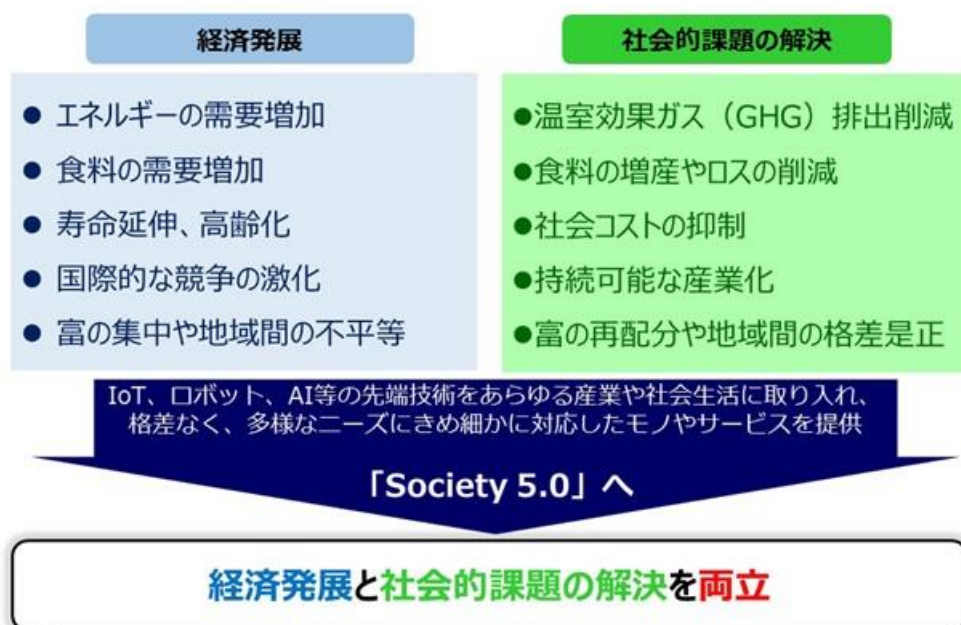 経済発展
● エネルギーの需要増加
● 食料の需要増加
● 寿命延伸、高齢化
● 国際的な競争の激化
● 富の集中や地域間の不平等
社会的課題の解決
●温室効果ガス（GHG）排出削減
●食料の増産やロスの削減
●社会コストの抑制
●持続可能な産業化
●富の再配分や地域間の格差是正
IoT、ロボット、AI等の先端技術をあらゆる産業や社会生活に取り入れ、
格差なく、多様なニーズにきめ細かに対応したモノやサービスを提供
「Society 5.0」へ
経済発展と社会的課題の解決を両立